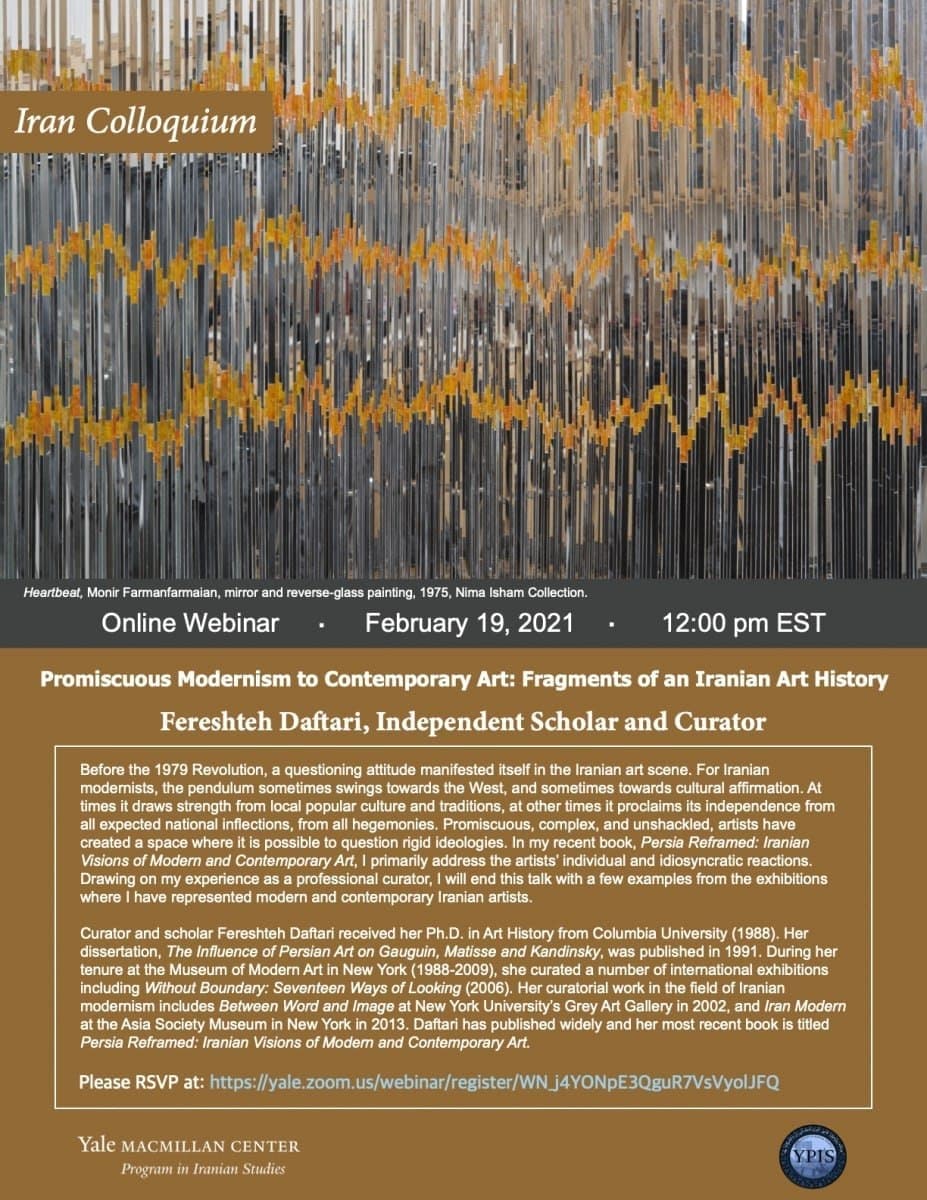 Iran Colloquium
Heartbeat, Monir Farmanfarmaian, mirror and reverse-glass painting, 1975, Nima Isham Collection.
Online Webinar · February 19, 2021 · 12:00 pm EST
Promiscuous Modernism to Contemporary Art: Fragments of an Iranian Art History
Fereshteh Daftari, Independent Scholar and Curator
Before the 1979 Revolution, a questioning attitude manifested itself in the Iranian art scene. For Iranian
modernists, the pendulum sometimes swings towards the West, and sometimes towards cultural affirmation. At
times it draws strength from local popular culture and traditions, at other times it proclaims its independence from
all expected national inflections, from all hegemonies. Promiscuous, complex, and unshackled, artists have
created a space where it is possible to question rigid ideologies. In my recent book, Persia Reframed: Iranian
Visions of Modern and Contemporary Art, I primarily address the artists' individual and idiosyncratic reactions.
Drawing on my experience as a professional curator, I will end this talk with a few examples from the exhibitions
where I have represented modern and contemporary Iranian artists.
Curator and scholar Fereshteh Daftari received her Ph.D. in Art History from Columbia University (1988). Her
dissertation, The Influence of Persian Art on Gauguin, Matisse and Kandinsky, was published in 1991. During her
tenure at the Museum of Modern Art in New York (1988-2009), she curated a number of international exhibitions
including Without Boundary: Seventeen Ways of Looking (2006). Her curatorial work in the field of Iranian
modernism includes Between Word and Image at New York University's Grey Art Gallery in 2002, and Iran Modern
at the Asia Society Museum in New York in 2013. Daftari has published widely and her most recent book is titled
Persia Reframed: Iranian Visions of Modern and Contemporary Art.
Please RSVP at: https://yale.zoom.us/webinar/register/WN_j4YONpE3QguR7VsVyolJFQ
Yale MACMILLAN CENTER
Program in Iranian Studies
YPIS